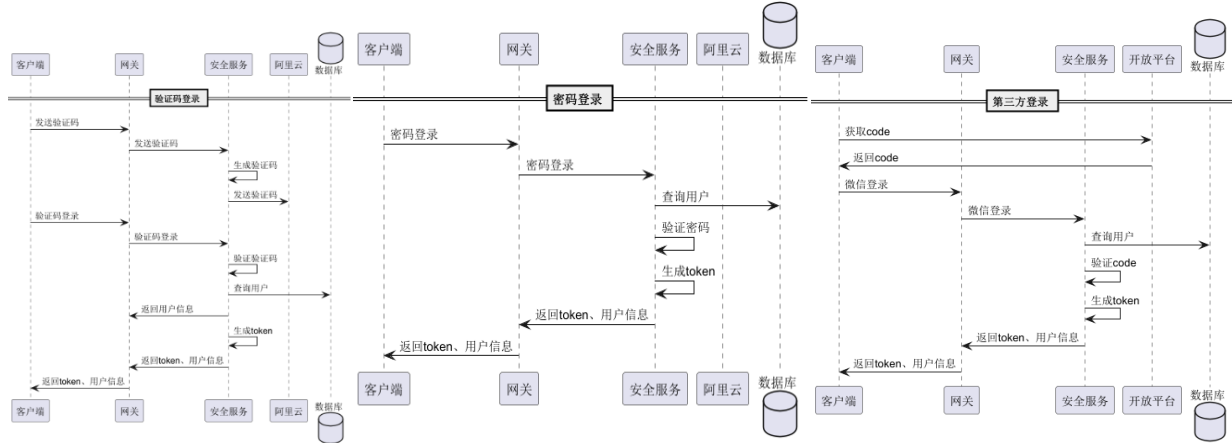 客户端
网关
安全服务
阿里云
数据库
验证码登录
发送验证码
发送验证码
生成验证码
发送验证码
验证码登录
验证码登录
验证验证码
查询用户
返回用户信息
生成token
返回token、用户信息
返回token、用户信息
客户端
网关
安全服务
阿里云
数据库
客户端
网关
安全服务
阿里云
数据库
密码登录
密码登录
密码登录
查询用户
验证密码
生成token
返回token、用户信息
返回token、用户信息
客户端
网关
安全服务
阿里云
数据库
客户端
网关
安全服务
开放平台
数据库
第三方登录
获取code
返回code
微信登录
微信登录
查询用户
验证code
生成token
返回token、用户信息
返回token、用户信息
客户端
网关
安全服务
开放平台
数据库